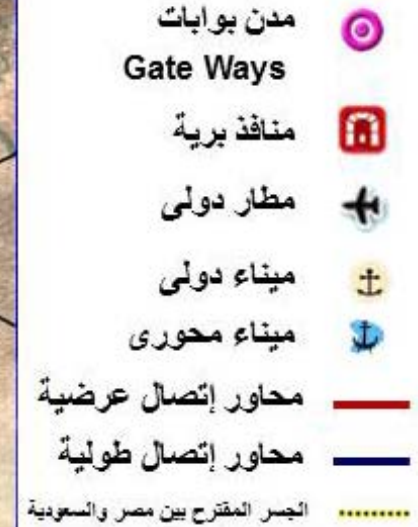 مدن بوابات
Gate Ways
منافذ برية
مطار دولى
ميناء دولى
ميناء محورى
محاور إتصال عرضية
محاور إتصال طولية
الجسر المقترح بين مصر والسعودية